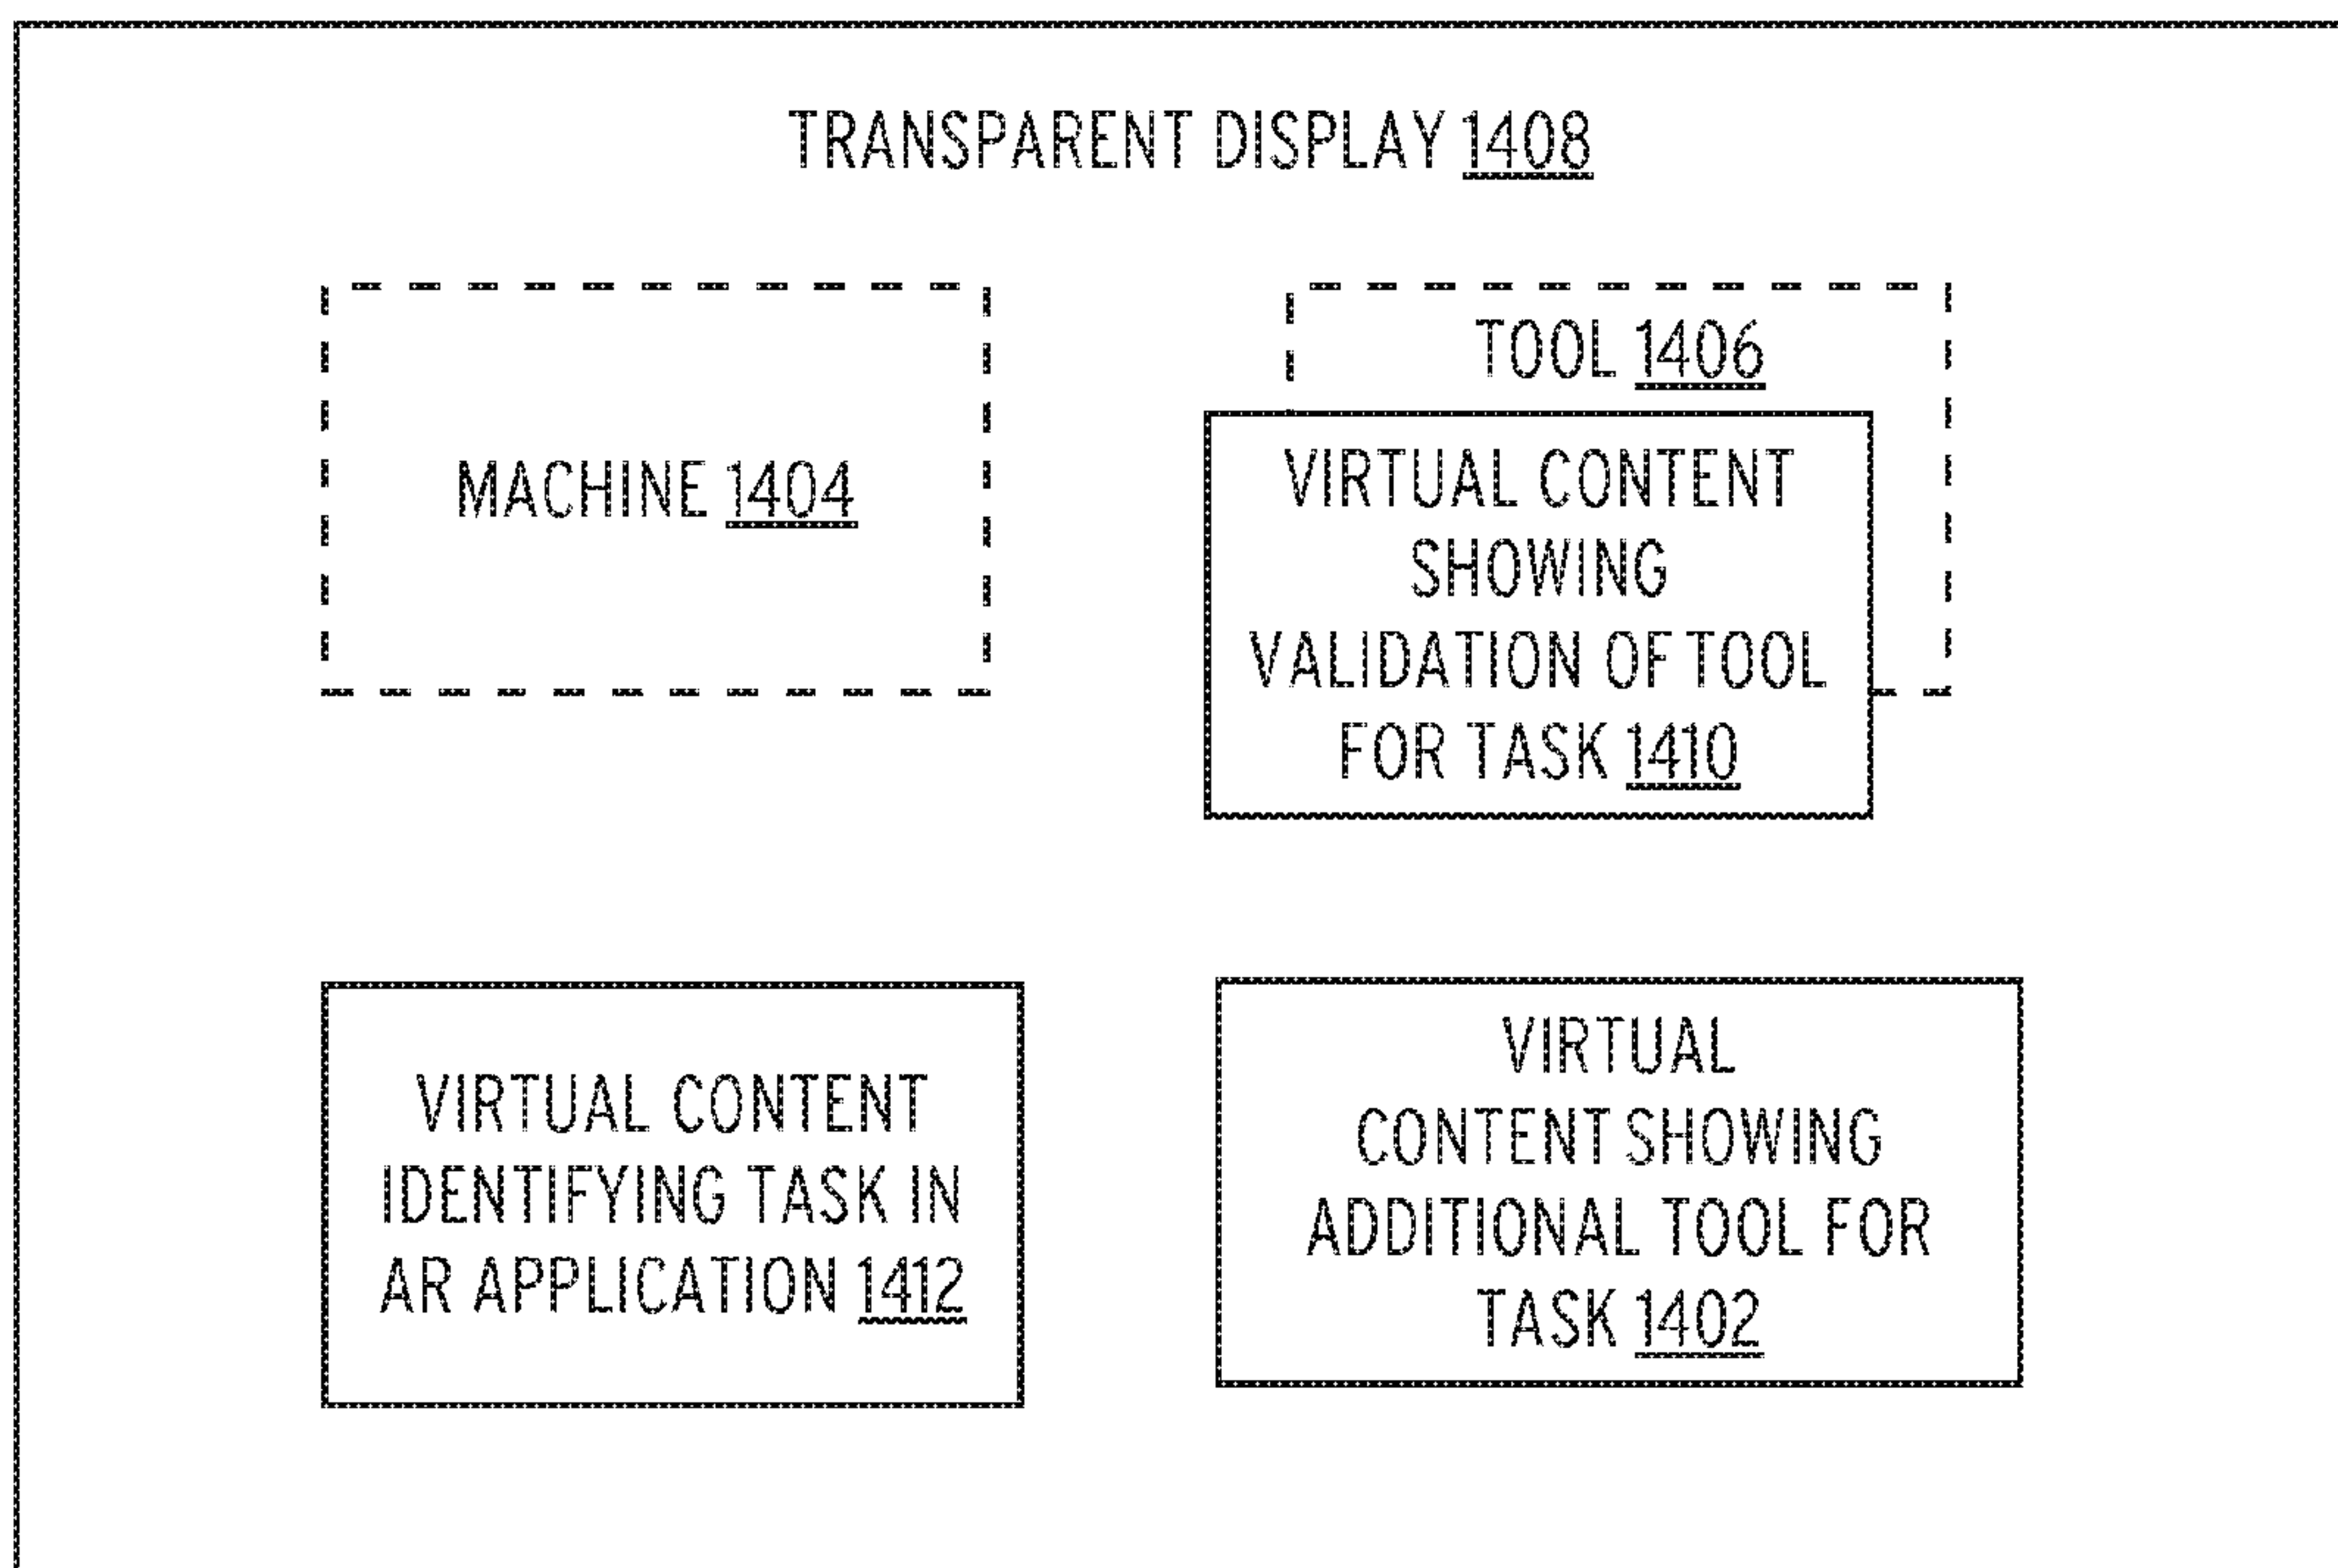 TRANSPARENT DISPLAY 1408
MACHINE 1404
TOOL 1406
VIRTUAL CONTENT
SHOWING
VALIDATION OF TOOL
FOR TASK 1410
VIRTUAL CONTENT
IDENTIFYING TASK IN
AR APPLICATION 1412
VIRTUAL
CONTENT SHOWING
ADDITIONAL TOOL FOR
TASK 1402